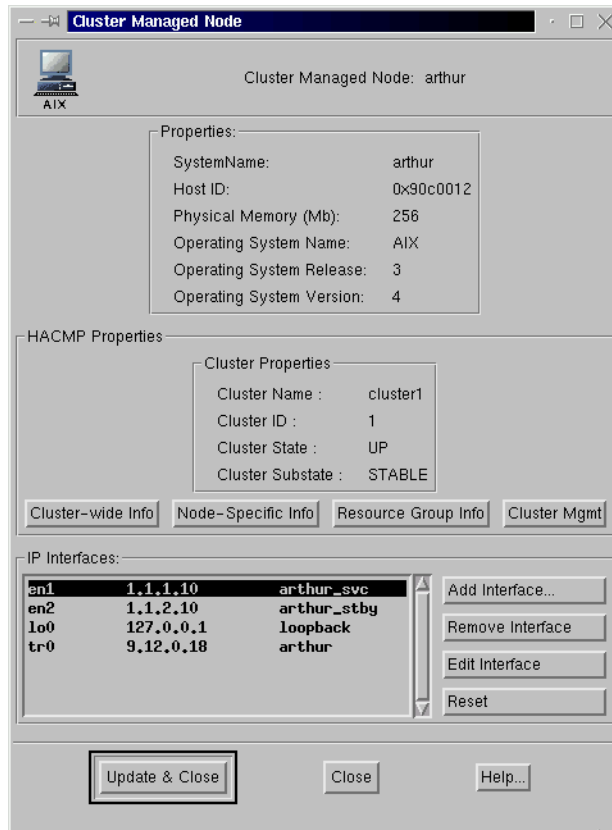 Cluster Managed Node
AIX
Cluster Managed Node: arthur
Properties:
SystemName: arthur
Host ID: 0x90c0012
Physical Memory (Mb): 256
Operating System Name: AIX
Operating System Release: 3
Operating System Version: 4
HACMP Properties
Cluster Properties
Cluster Name : cluster1
Cluster ID : 1
Cluster State : UP
Cluster Substate : STABLE
Cluster-wide Info Node-Specific Info Resource Group Info Cluster Mgmt
IP Interfaces:
en1 1.1.1.10 arthur_svc
en2 1.1.2.10 arthur_stby
lo0 127.0.0.1 loopback
tr0 9.12.0.18 arthur
Add Interface...
Remove Interface
Edit Interface
Reset
Update & Close Close Help...